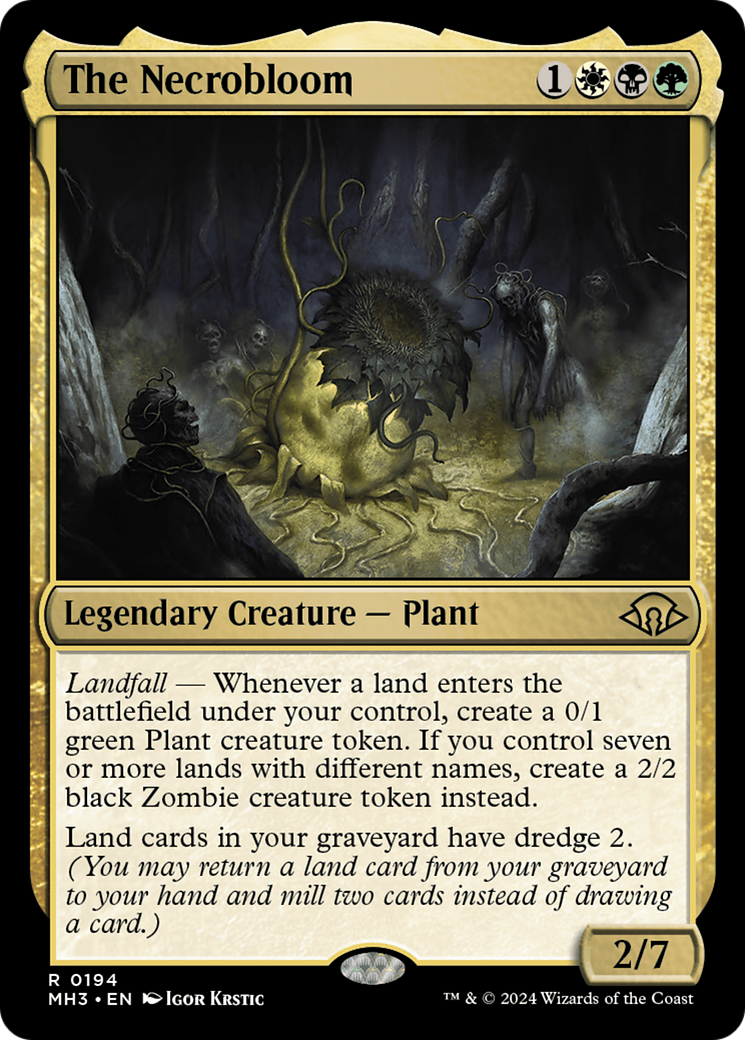 The Necrobloom 1
Legendary Creature — Plant
Landfall — Whenever a land enters the
battlefield under your control, create a 0/1
green Plant creature token. If you control seven
or more lands with different names, create a 2/2
black Zombie creature token instead.
Land cards in your graveyard have dredge 2.
(You may return a land card from your graveyard
to your hand and mill two cards instead of drawing
a card.)
2/7
R 0194
MH3 • EN Igor Krstic
™ & © 2024 Wizards of the Coast